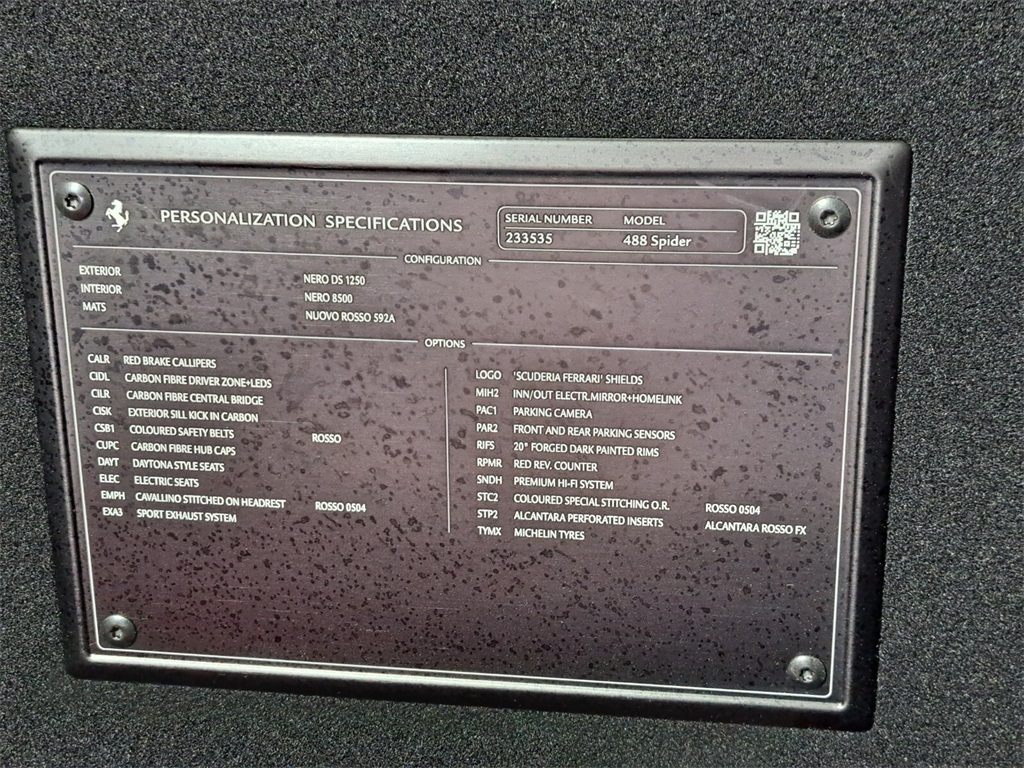 PERSONALIZATION SPECIFICATIONS
SERIAL NUMBER MODEL
233535 488 Spider
CONFIGURATION
EXTERIOR NERO DS 1250
INTERIOR NERO 8500
MATS NUOVO ROSSO 592A
OPTIONS
CALR RED BRAKE CALLIPERS
CIDL CARBON FIBRE DRIVER ZONE+LEDS
CILR CARBON FIBRE CENTRAL BRIDGE
CISK EXTERIOR SILL KICK IN CARBON
CSB1 COLOURED SAFETY BELTS ROSSO
CUPC CARBON FIBRE HUB CAPS
DAYT DAYTONA STYLE SEATS
ELEC ELECTRIC SEATS
EMPH CAVALLINO STITCHED ON HEADREST ROSSO 0504
EXA3 SPORT EXHAUST SYSTEM
LOGO 'SCUDERIA FERRARI' SHIELDS
MIH2 INN/OUT ELECTR.MIRROR+HOMELINK
PAC1 PARKING CAMERA
PAR2 FRONT AND REAR PARKING SENSORS
RIFS 20" FORGED DARK PAINTED RIMS
RPMR RED REV. COUNTER
SNDH PREMIUM HI-FI SYSTEM
STC2 COLOURED SPECIAL STITCHING O.R. ROSSO 0504
STP2 ALCANTARA PERFORATED INSERTS ALCANTARA ROSSO FX
TYMX MICHELIN TYRES